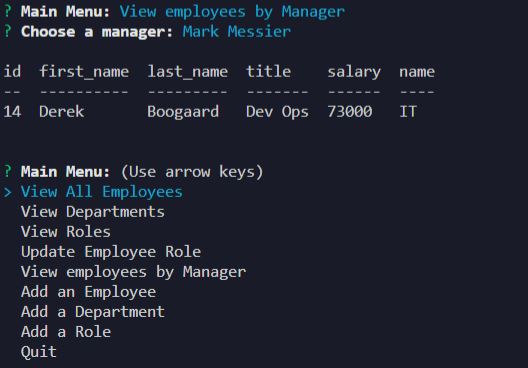 ? Main Menu: View employees by Manager
? Choose a manager: Mark Messier
id  first_name  last_name  title    salary  name
--  ----------  ---------  -------  ------  ----
14  Derek       Boogaard   Dev Ops  73000   IT
? Main Menu: (Use arrow keys)
> View All Employees
  View Departments
  View Roles
  Update Employee Role
  View employees by Manager
  Add an Employee
  Add a Department
  Add a Role
  Quit